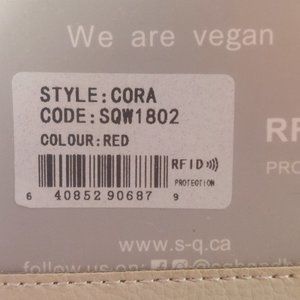 We are vegan
STYLE:CORA
CODE:SQW1802
COLOUR:RED
RFID
PROTECTION
6 40852 90687 9
RF
PRO
www.s-q.ca
follow us on: